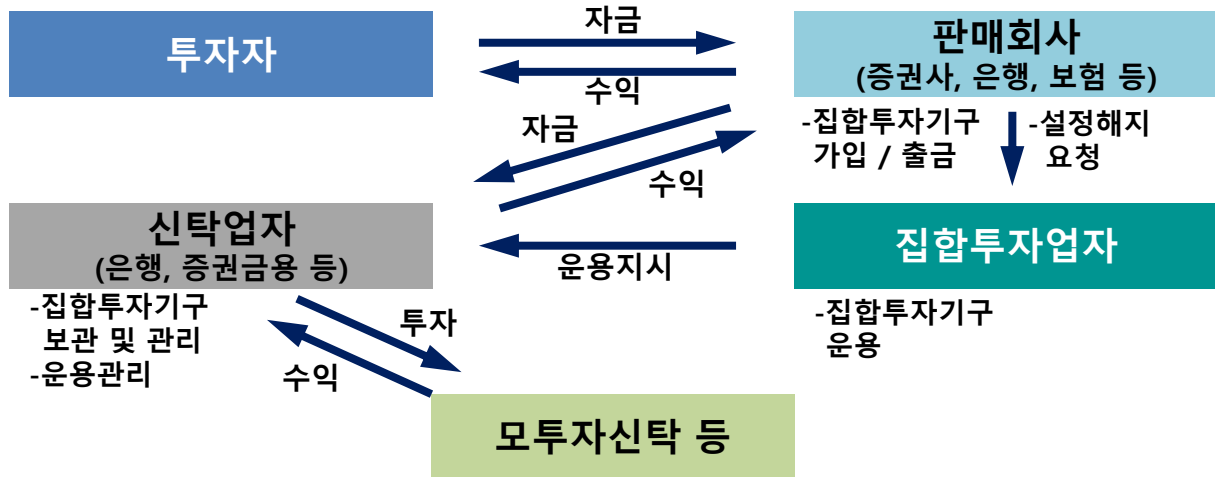 투자자
자금
수익
판매회사
(증권사, 은행, 보험 등)
-집합투자기구
가입 / 출금
-설정해지
요청
자금
수익
신탁업자
(은행, 증권금융 등)
운용지시
집합투자업자
-집합투자기구
보관 및 관리
-운용관리
투자
수익
-집합투자기구
운용
모투자신탁 등